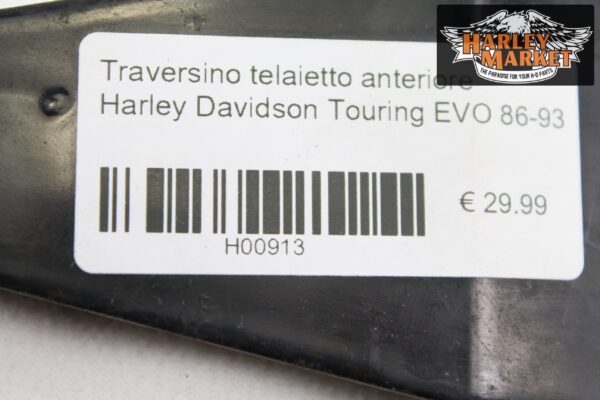 HARLEY
MARKET
THE PARADISE FOR YOUR H-D PARTS
Traversino telaietto anteriore
Harley Davidson Touring EVO 86-93
€ 29.99
H00913